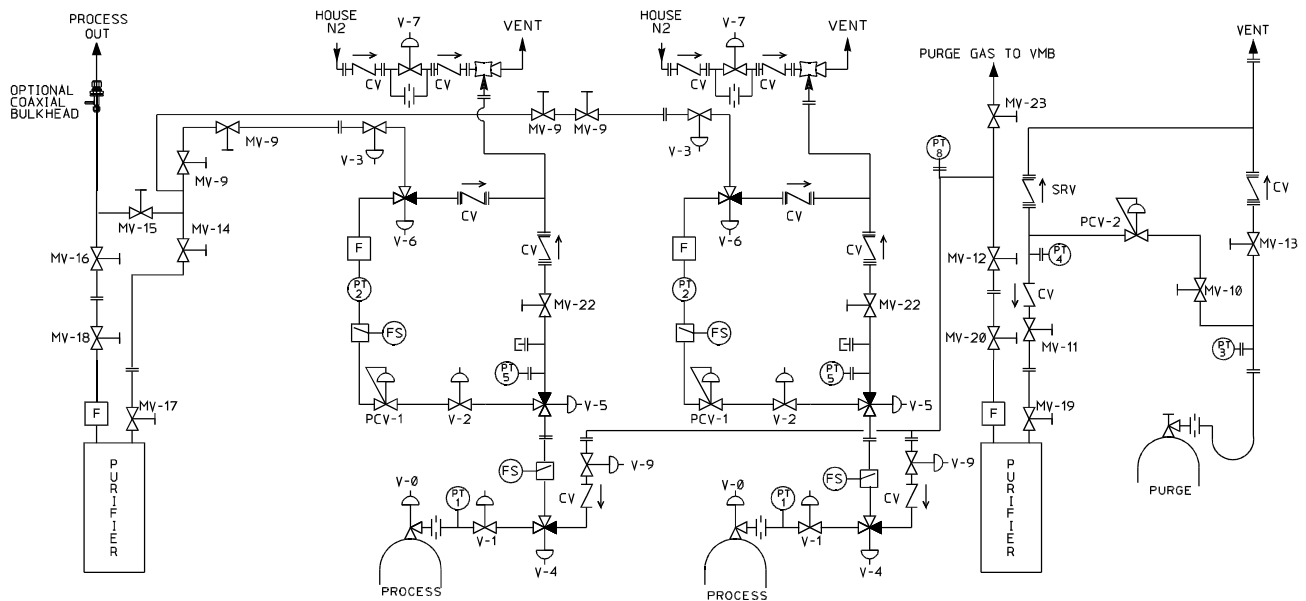 PROCESS
OUT
OPTIONAL
COAXIAL
BULKHEAD
HOUSE
N2
V-7
VENT
CV
CV
HOUSE
N2
V-7
VENT
CV
CV
PURGE GAS TO VMB
VENT
MV-23
MV-9
MV-9
MV-9
MV-9
V-3
V-3
PT
8
MV-15
MV-14
CV
V-6
CV
V-6
SRV
CV
PCV-2
MV-16
F
CV
F
CV
MV-12
PT
4
MV-13
PT
2
MV-22
PT
2
MV-22
CV
MV-10
MV-18
FS
FS
MV-20
MV-11
PT
3
PT
5
PT
5
F
MV-17
PCV-1
V-2
V-5
PCV-1
V-2
V-5
F
MV-19
PURIFIER
FS
V-9
FS
V-9
PURIFIER
PURGE
V-0
PT
1
V-1
CV
V-4
PROCESS
V-0
PT
1
V-1
CV
V-4
PROCESS